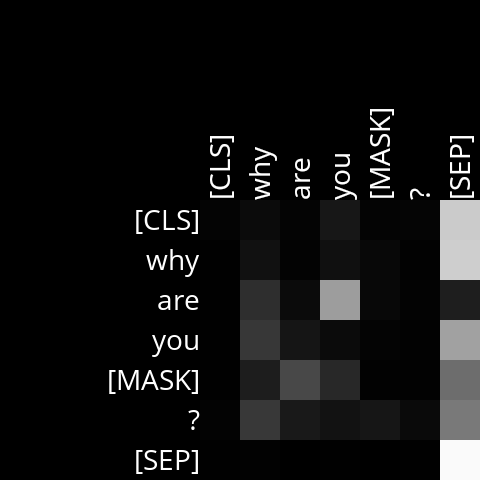 [CLS] why are you [MASK] ? [SEP]
[CLS]
why
are
you
[MASK]
?
[SEP]